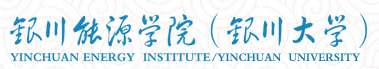 银川能源学院（银川大学）
YINCHUAN ENERGY INSTITUTE/YINCHUAN UNIVERSITY